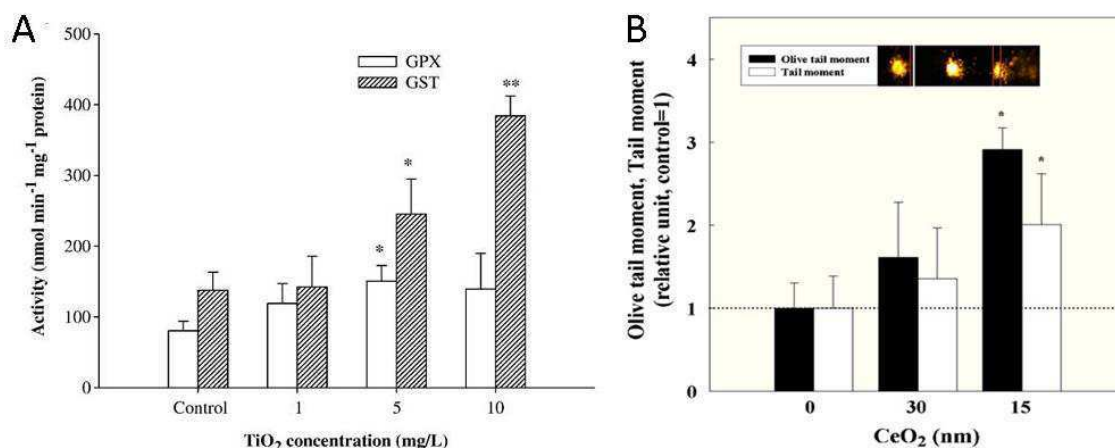 A
500
400
300
200
100
0
Activity (nmol min⁻¹ mg⁻¹ protein)
GPX
GST
*
*
**
Control 1 5 10
TiO₂ concentration (mg/L)
B
4
3
2
1
0
Olive tail moment, Tail moment
(relative unit, control=1)
Olive tail moment
Tail moment
*
*
0 30 15
CeO₂ (nm)